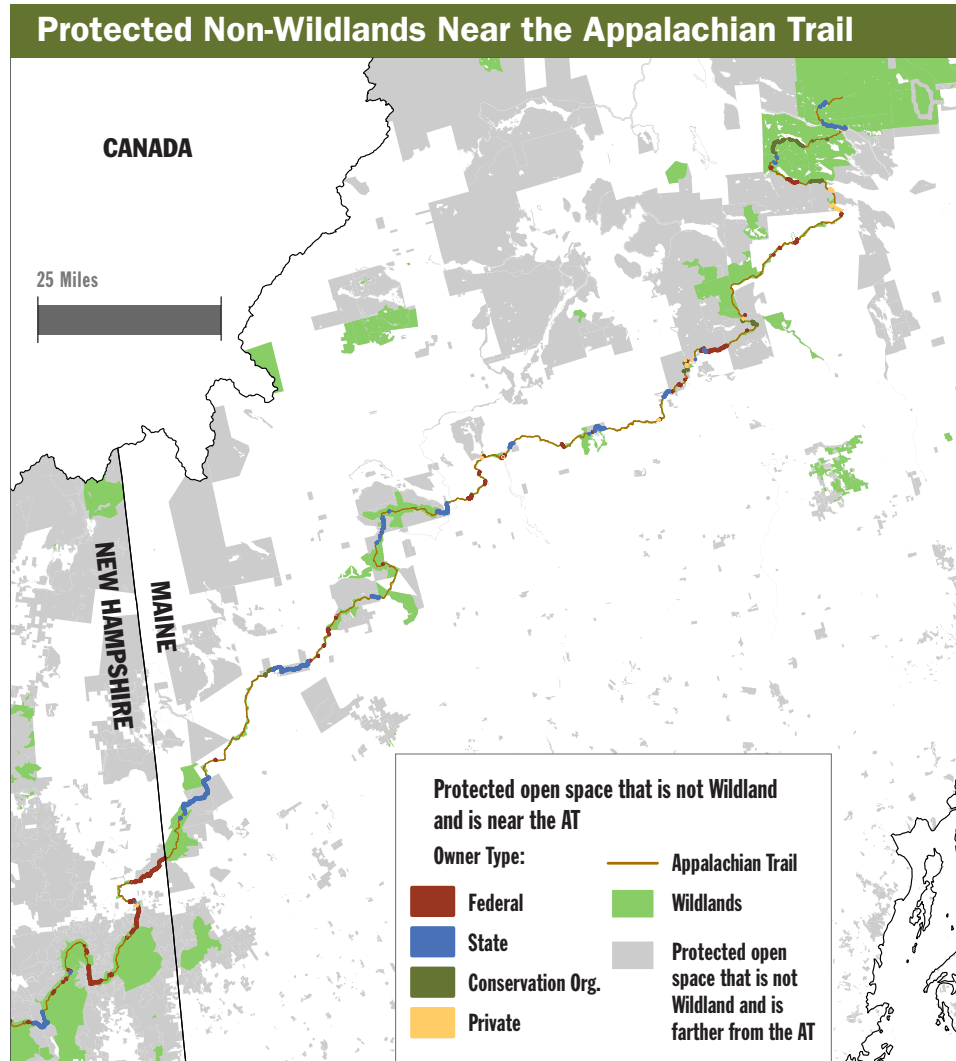 Protected Non-Wildlands Near the Appalachian Trail
CANADA
25 Miles
NEW HAMPSHIRE
MAINE
Protected open space that is not Wildland
and is near the AT
Owner Type:
Federal
State
Conservation Org.
Private
Appalachian Trail
Wildlands
Protected open
space that is not
Wildland and is
farther from the AT